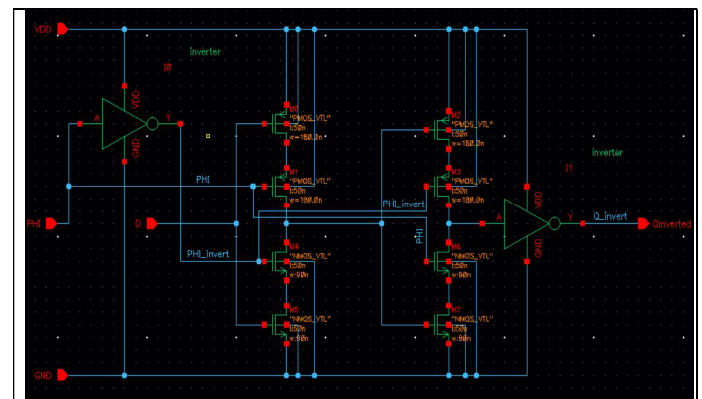 VDD
inverter
I0
VDD
A
Y
GND
M0
"PMOS_VTL"
l:50n
w=180.0n
M2
"PMOS_VTL"
l:50n
w=180.0n
I1
inverter
PHI
M1
"PMOS_VTL"
l:50n
w=180.0n
PHI_invert
M3
"PMOS_VTL"
l:50n
w=180.0n
VDD
A
Y
GND
Q_invert
Qinverted
PHI
D
PHI_invert
M4
"NMOS_VTL"
l:50n
w:90n
PHI
M6
"NMOS_VTL"
l:50n
w:90n
M5
"NMOS_VTL"
l:50n
w:90n
M7
"NMOS_VTL"
l:50n
w:90n
GND